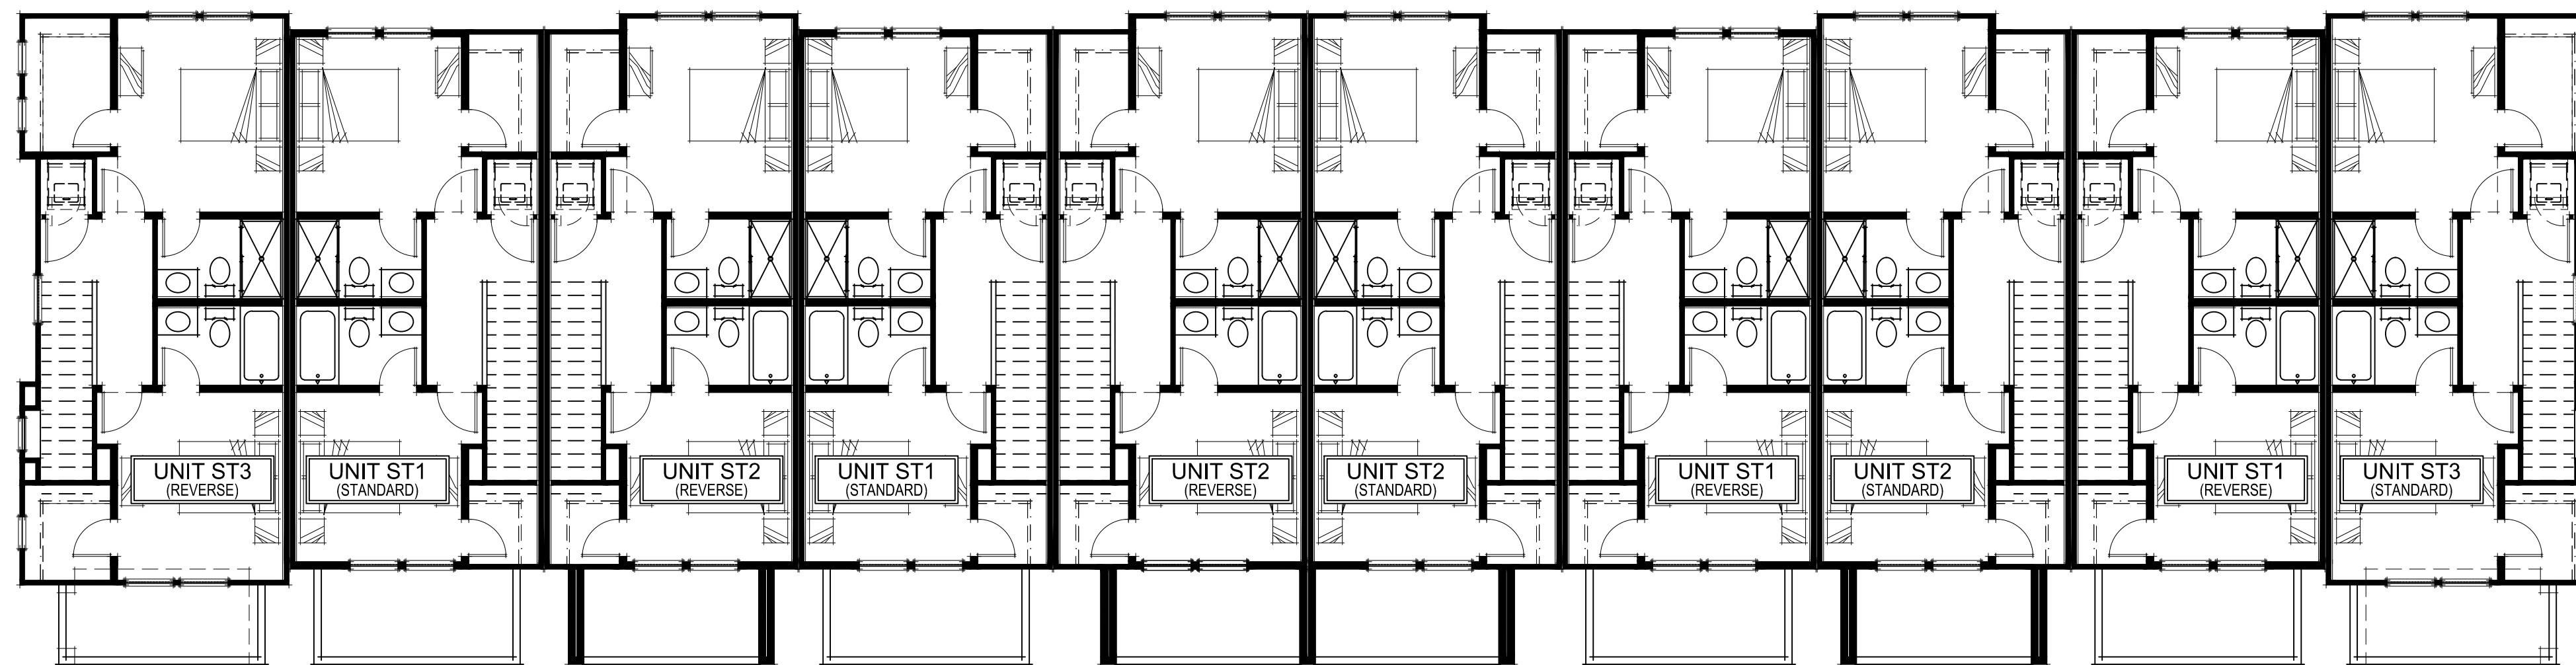 UNIT ST3
(REVERSE)
UNIT ST1
(STANDARD)
UNIT ST2
(REVERSE)
UNIT ST1
(STANDARD)
UNIT ST2
(REVERSE)
UNIT ST2
(STANDARD)
UNIT ST1
(REVERSE)
UNIT ST2
(STANDARD)
UNIT ST1
(REVERSE)
UNIT ST3
(STANDARD)